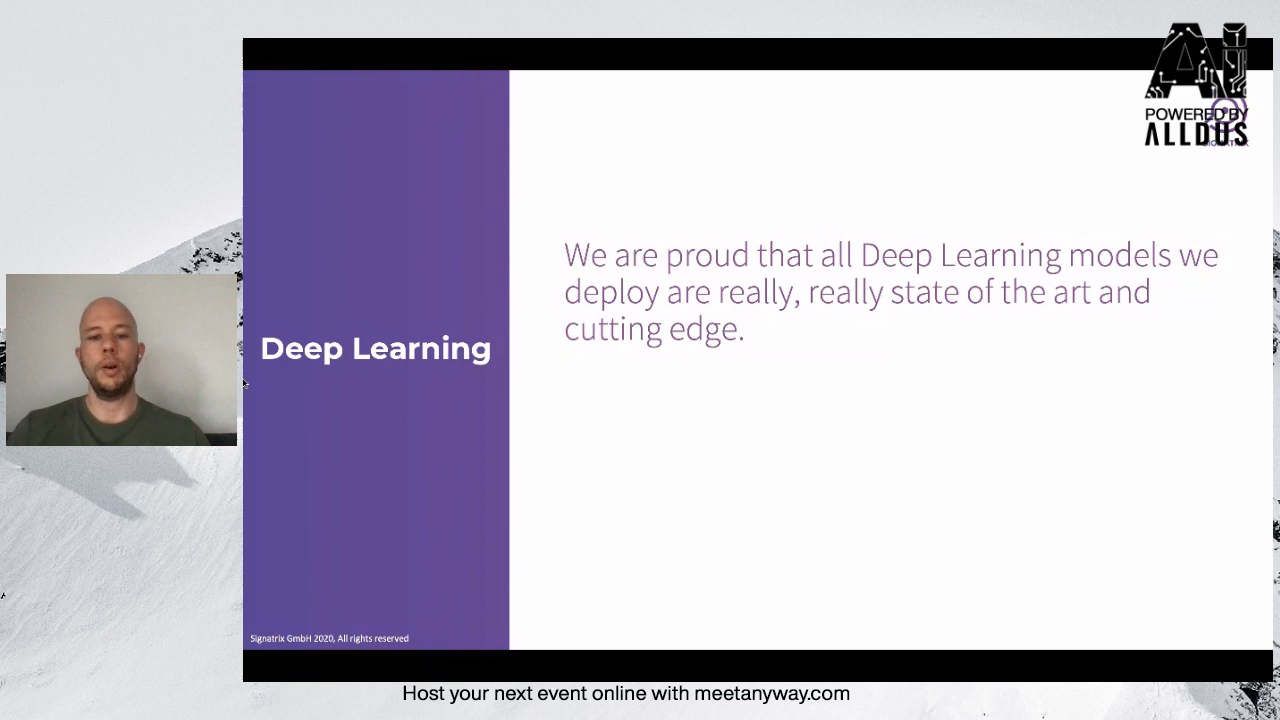 AI
POWERED BY
ALLDUS
We are proud that all Deep Learning models we
deploy are really, really state of the art and
cutting edge.
Deep Learning
Signatrix GmbH 2020, All rights reserved
Host your next event online with meetanyway.com